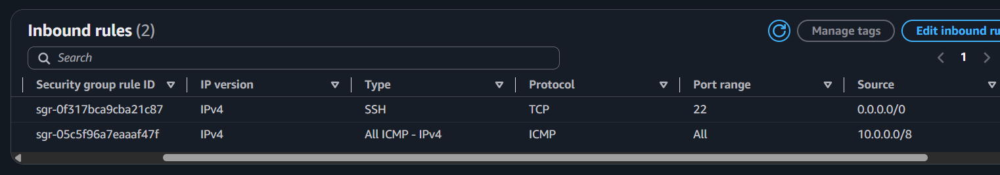 Inbound rules (2)
Manage tags
Edit inbound ru
Search
1
Security group rule ID IP version Type Protocol Port range Source
sgr-0f317bca9cba21c87 IPv4 SSH TCP 22 0.0.0.0/0
sgr-05c5f96a7eaaaf47f IPv4 All ICMP - IPv4 ICMP All 10.0.0.0/8